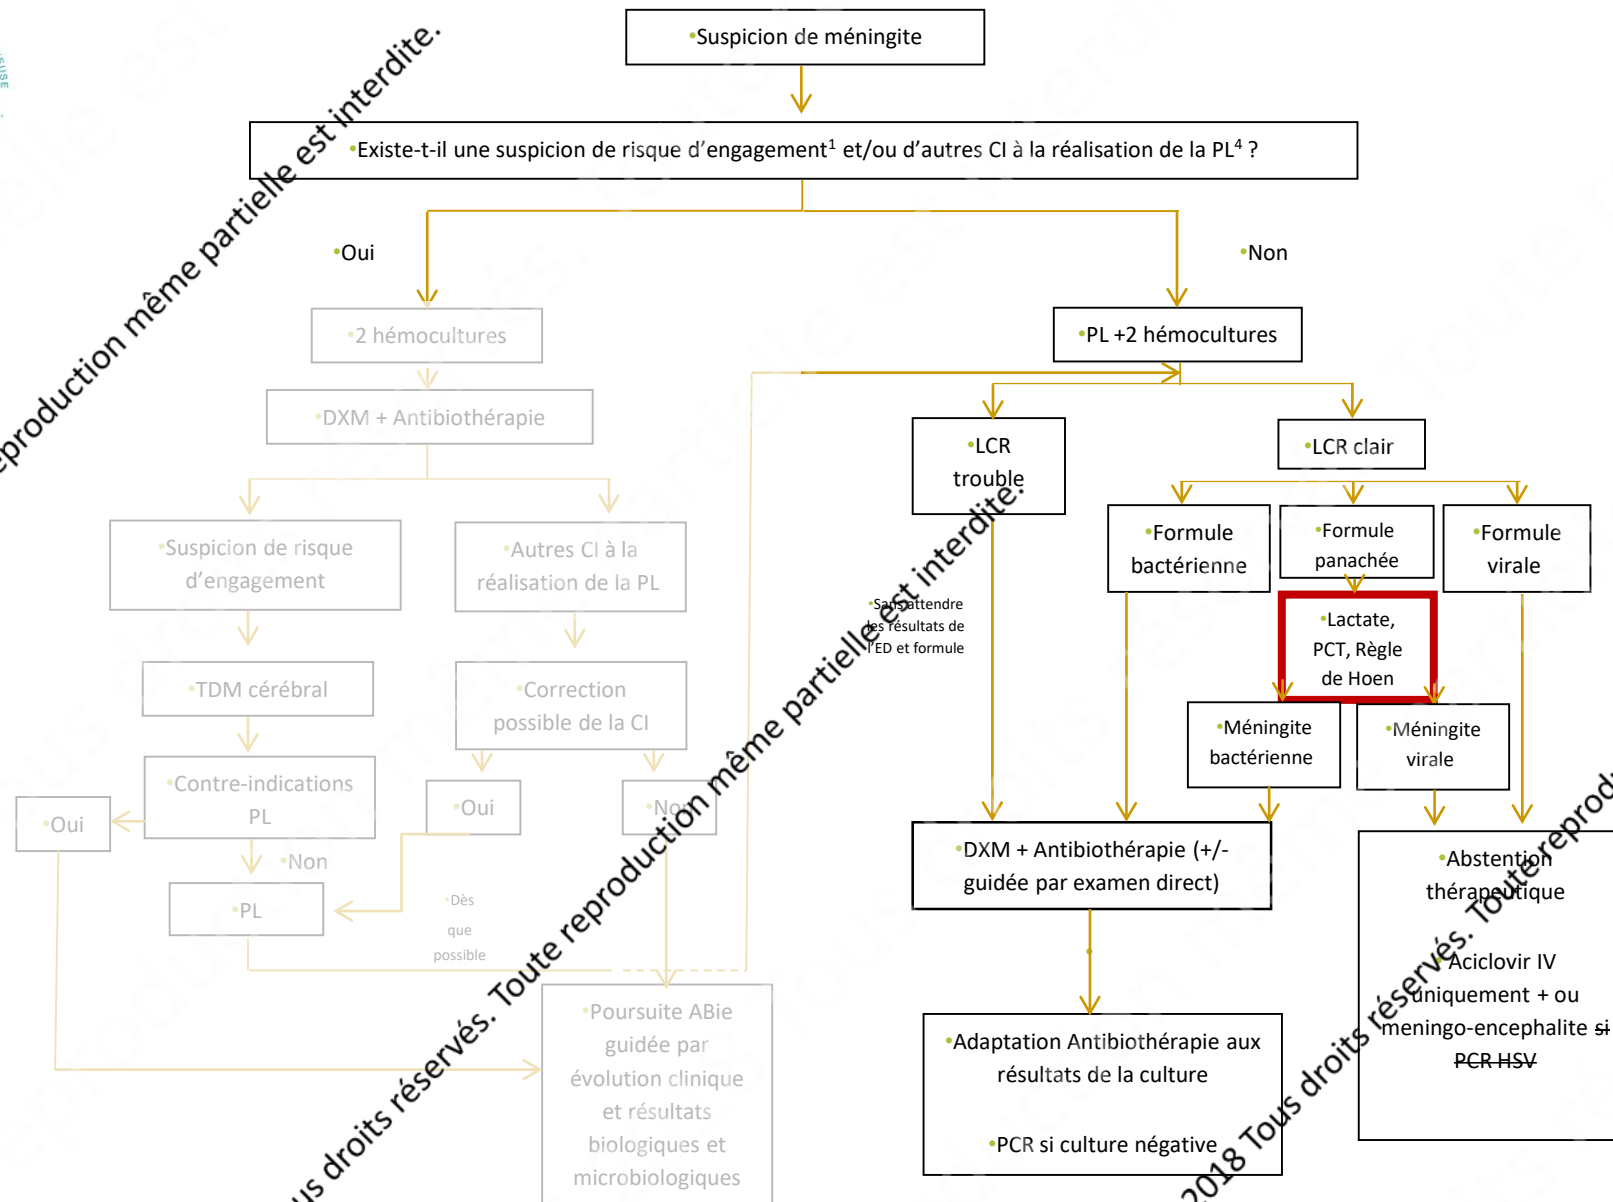 •Suspicion de méningite
•Existe-t-il une suspicion de risque d’engagement1 et/ou d’autres CI à la réalisation de la PL4 ?
•Oui
•Non
•2 hémocultures
•PL +2 hémocultures
•DXM + Antibiothérapie
•LCR
trouble
•LCR clair
•Suspicion de risque
d’engagement
•Autres CI à la
réalisation de la PL
•Formule
bactérienne
•Formule
panachée
•Formule
virale
•Sans attendre
les résultats de
l’ED et formule
•Lactate,
PCT, Règle
de Hoen
•TDM cérébral
•Correction
possible de la CI
•Méningite
bactérienne
•Méningite
virale
•Contre-indications
PL
•Oui
•Oui
•Non
•Non
•PL
•Dès
que
possible
•DXM + Antibiothérapie (+/-
guidée par examen direct)
•Abstention
thérapeutique
•Aciclovir IV
uniquement + ou
meningo-encephalite si
PCR HSV
•Poursuite ABie
guidée par
évolution clinique
et résultats
biologiques et
microbiologiques
•Adaptation Antibiothérapie aux
résultats de la culture
•PCR si culture négative
reproduction même partielle est interdite.
us droits réservés. Toute reproduction même partielle est interdite.
2018 Tous droits réservés. Toute reprodu